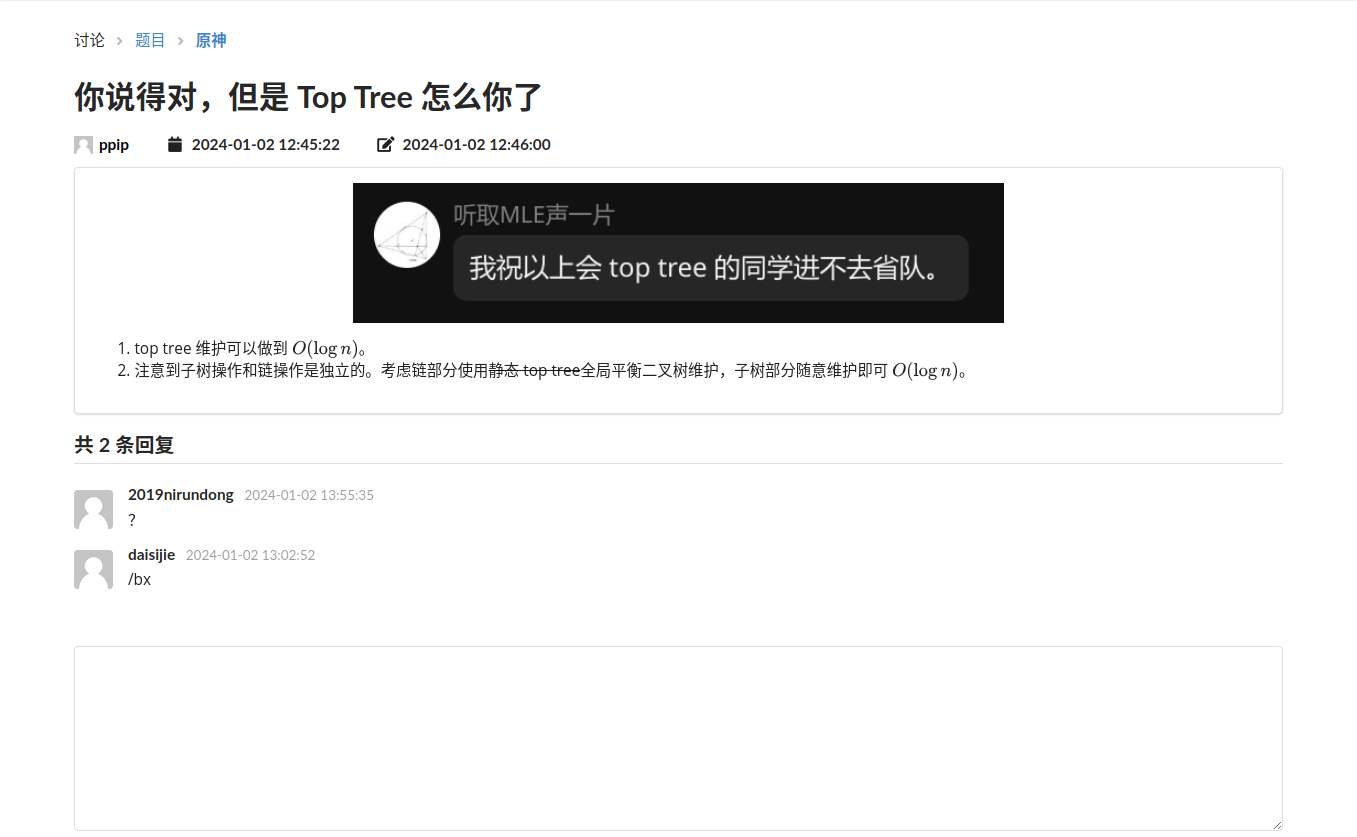 讨论 > 题目 > 原神
你说得对，但是 Top Tree 怎么你了
ppip 2024-01-02 12:45:22 2024-01-02 12:46:00
听取MLE声一片
我祝以上会 top tree 的同学进不去省队。
1. top tree 维护可以做到 O(log n)。
2. 注意到子树操作和链操作是独立的。考虑链部分使用静态 top tree全局平衡二叉树维护，子树部分随意维护即可 O(log n)。
共 2 条回复
2019nirundong 2024-01-02 13:55:35
?
daisijie 2024-01-02 13:02:52
/bx